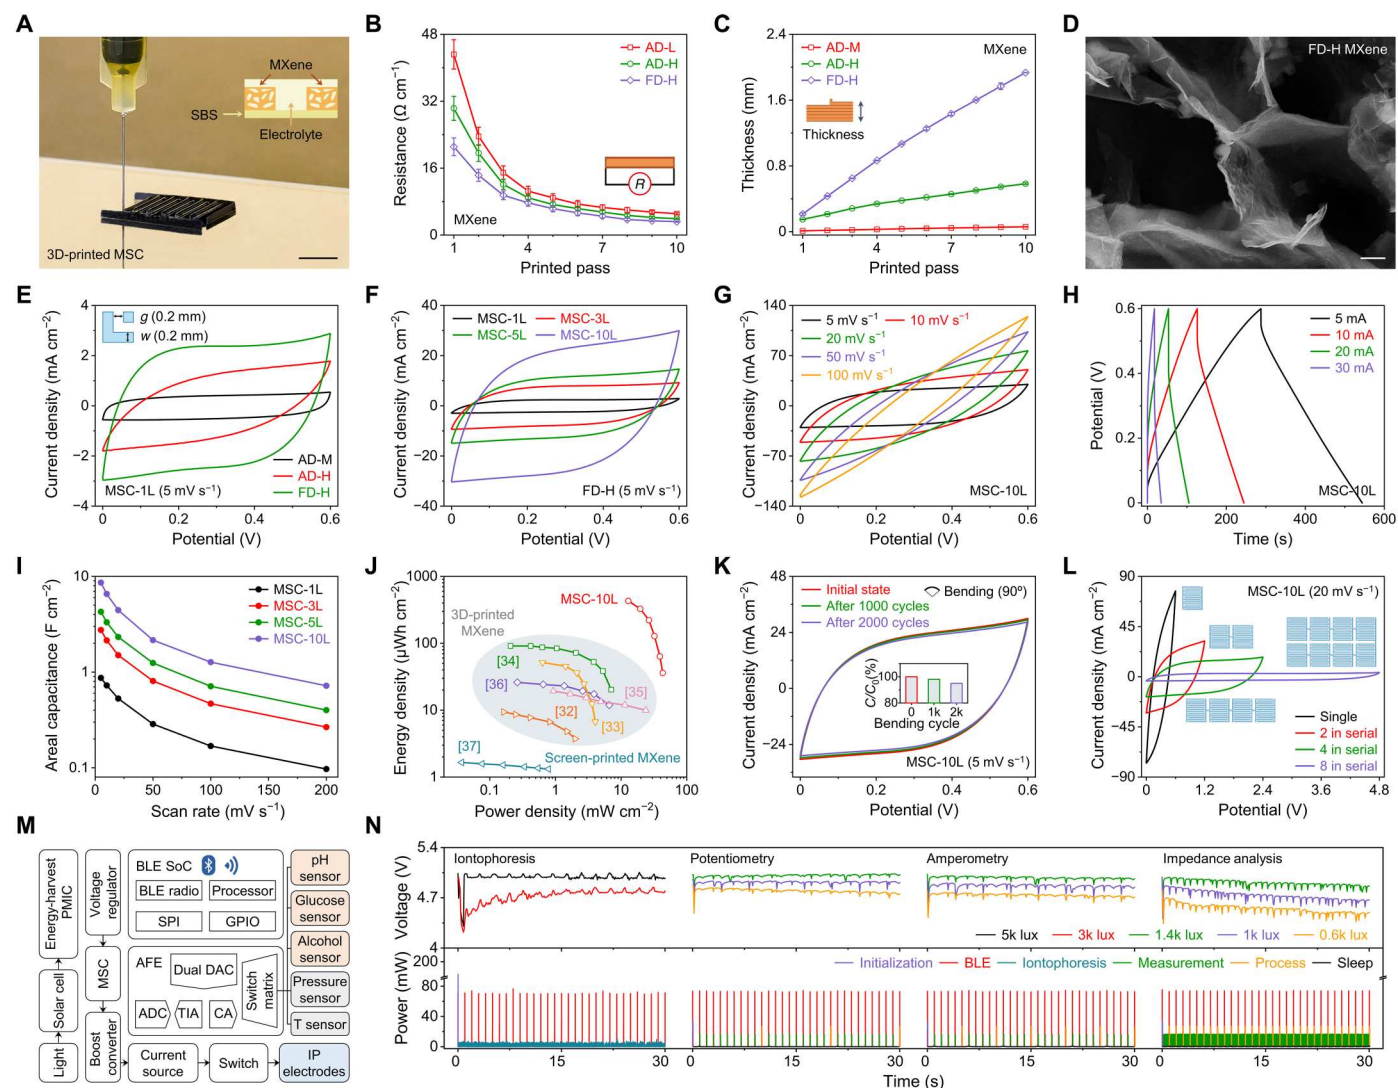 A
MXene
SBS
Electrolyte
3D-printed MSC
B
48
32
16
0
Resistance (Ω cm⁻¹)
AD-L
AD-H
FD-H
R
MXene
1 4 7 10
Printed pass
C
2.4
1.8
1.2
0.6
0
Thickness (mm)
AD-M
AD-H
FD-H
MXene
Thickness
1 4 7 10
Printed pass
D
FD-H MXene
E
4
2
0
−2
−4
Current density (mA cm⁻²)
g (0.2 mm)
w (0.2 mm)
AD-M
AD-H
FD-H
MSC-1L (5 mV s⁻¹)
0 0.2 0.4 0.6
Potential (V)
F
40
20
0
−20
−40
Current density (mA cm⁻²)
MSC-1L MSC-3L
MSC-5L MSC-10L
FD-H (5 mV s⁻¹)
0 0.2 0.4 0.6
Potential (V)
G
140
70
0
−70
−140
Current density (mA cm⁻²)
5 mV s⁻¹ 10 mV s⁻¹
20 mV s⁻¹
50 mV s⁻¹
100 mV s⁻¹
MSC-10L
0 0.2 0.4 0.6
Potential (V)
H
0.6
0.4
0.2
0
Potential (V)
5 mA
10 mA
20 mA
30 mA
MSC-10L
0 200 400 600
Time (s)
I
10
1
0.1
Areal capacitance (F cm⁻²)
MSC-1L
MSC-3L
MSC-5L
MSC-10L
0 50 100 150 200
Scan rate (mV s⁻¹)
J
1000
100
10
1
Energy density (μWh cm⁻²)
MSC-10L
3D-printed
MXene
[34]
[36]
[35]
[32]
[33]
[37]
Screen-printed MXene
0.1 1 10 100
Power density (mW cm⁻²)
K
48
24
0
−24
Current density (mA cm⁻²)
Initial state
After 1000 cycles
After 2000 cycles
Bending (90º)
C/C₀(%)
100
80
0 1k 2k
Bending cycle
MSC-10L (5 mV s⁻¹)
0 0.2 0.4 0.6
Potential (V)
L
90
45
0
−45
−90
Current density (mA cm⁻²)
MSC-10L (20 mV s⁻¹)
Single
2 in serial
4 in serial
8 in serial
0 1.2 2.4 3.6 4.8
Potential (V)
M
Energy-harvest
PMIC
Solar cell
Light
Voltage
regulator
MSC
Boost
converter
BLE SoC
BLE radio Processor
SPI GPIO
AFE
Dual DAC
ADC TIA CA
Switch
matrix
pH
sensor
Glucose
sensor
Alcohol
sensor
Pressure
sensor
T sensor
Current
source
Switch
IP
electrodes
N
5.4
4.7
4
Voltage (V)
Iontophoresis Potentiometry Amperometry Impedance analysis
5k lux 3k lux 1.4k lux 1k lux 0.6k lux
200
80
40
0
Power (mW)
Initialization BLE Iontophoresis Measurement Process Sleep
0 15 30 0 15 30 0 15 30 0 15 30
Time (s)